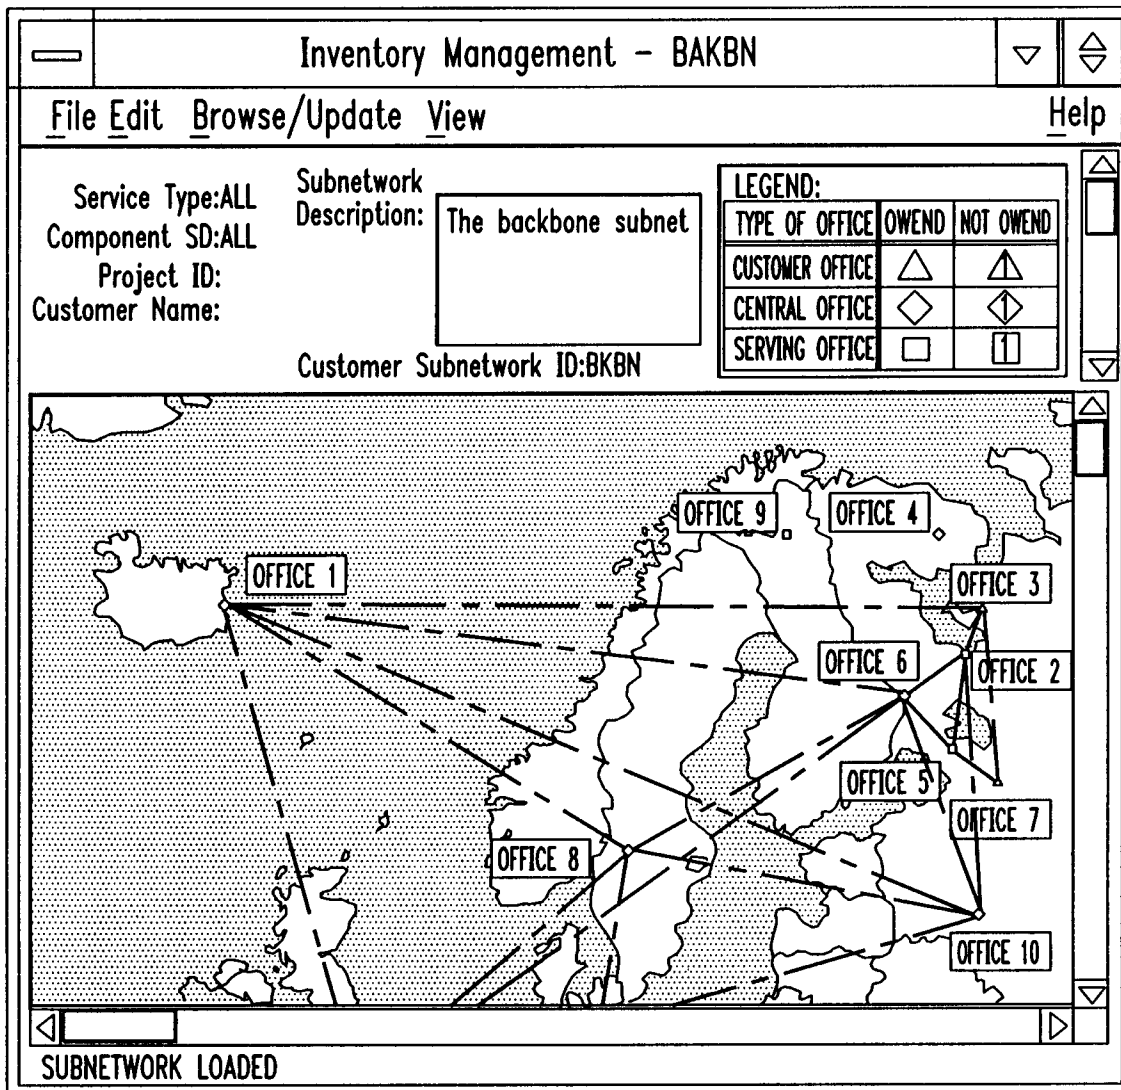 Inventory Management - BAKBN
File Edit Browse/Update View Help
Service Type:ALL
Component SD:ALL
Project ID:
Customer Name:
Subnetwork
Description:
The backbone subnet
Customer Subnetwork ID:BKBN
LEGEND:
TYPE OF OFFICE OWEND NOT OWEND
CUSTOMER OFFICE 1
CENTRAL OFFICE 1
SERVING OFFICE 1
OFFICE 9
OFFICE 4
OFFICE 1
OFFICE 3
OFFICE 6
OFFICE 2
OFFICE 5
OFFICE 7
OFFICE 8
OFFICE 10
SUBNETWORK LOADED